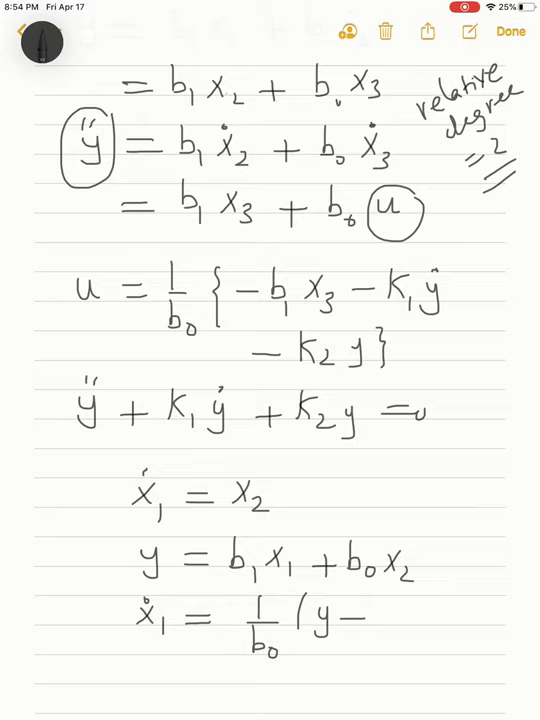 8:54 PM Fri Apr 17
25%
Done
= b₁ x₂ + b₀ x₃
relative degree = 2
ÿ = b₁ ẋ₂ + b₀ ẋ₃
= b₁ x₃ + b₀ u
u = 1/b₀ { − b₁ x₃ − K₁ ẏ
− K₂ y }
ÿ + K₁ ẏ + K₂ y = 0
ẋ₁ = x₂
y = b₁ x₁ + b₀ x₂
ẋ₁ = 1/b₀ ( y −